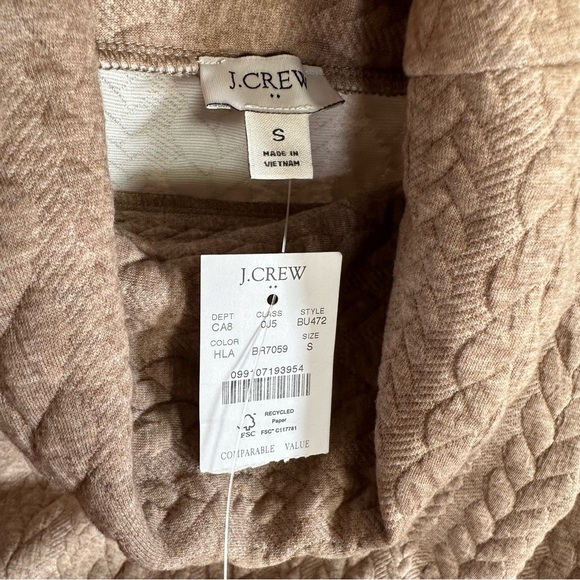 J.CREW
S
MADE IN
VIETNAM
J.CREW
DEPT CLASS STYLE
CA8 0J5 BU472
COLOR SIZE
HLA BR7059 S
099107193954
RECYCLED
Paper
FSC FSC® C117781
COMPARABLE VALUE